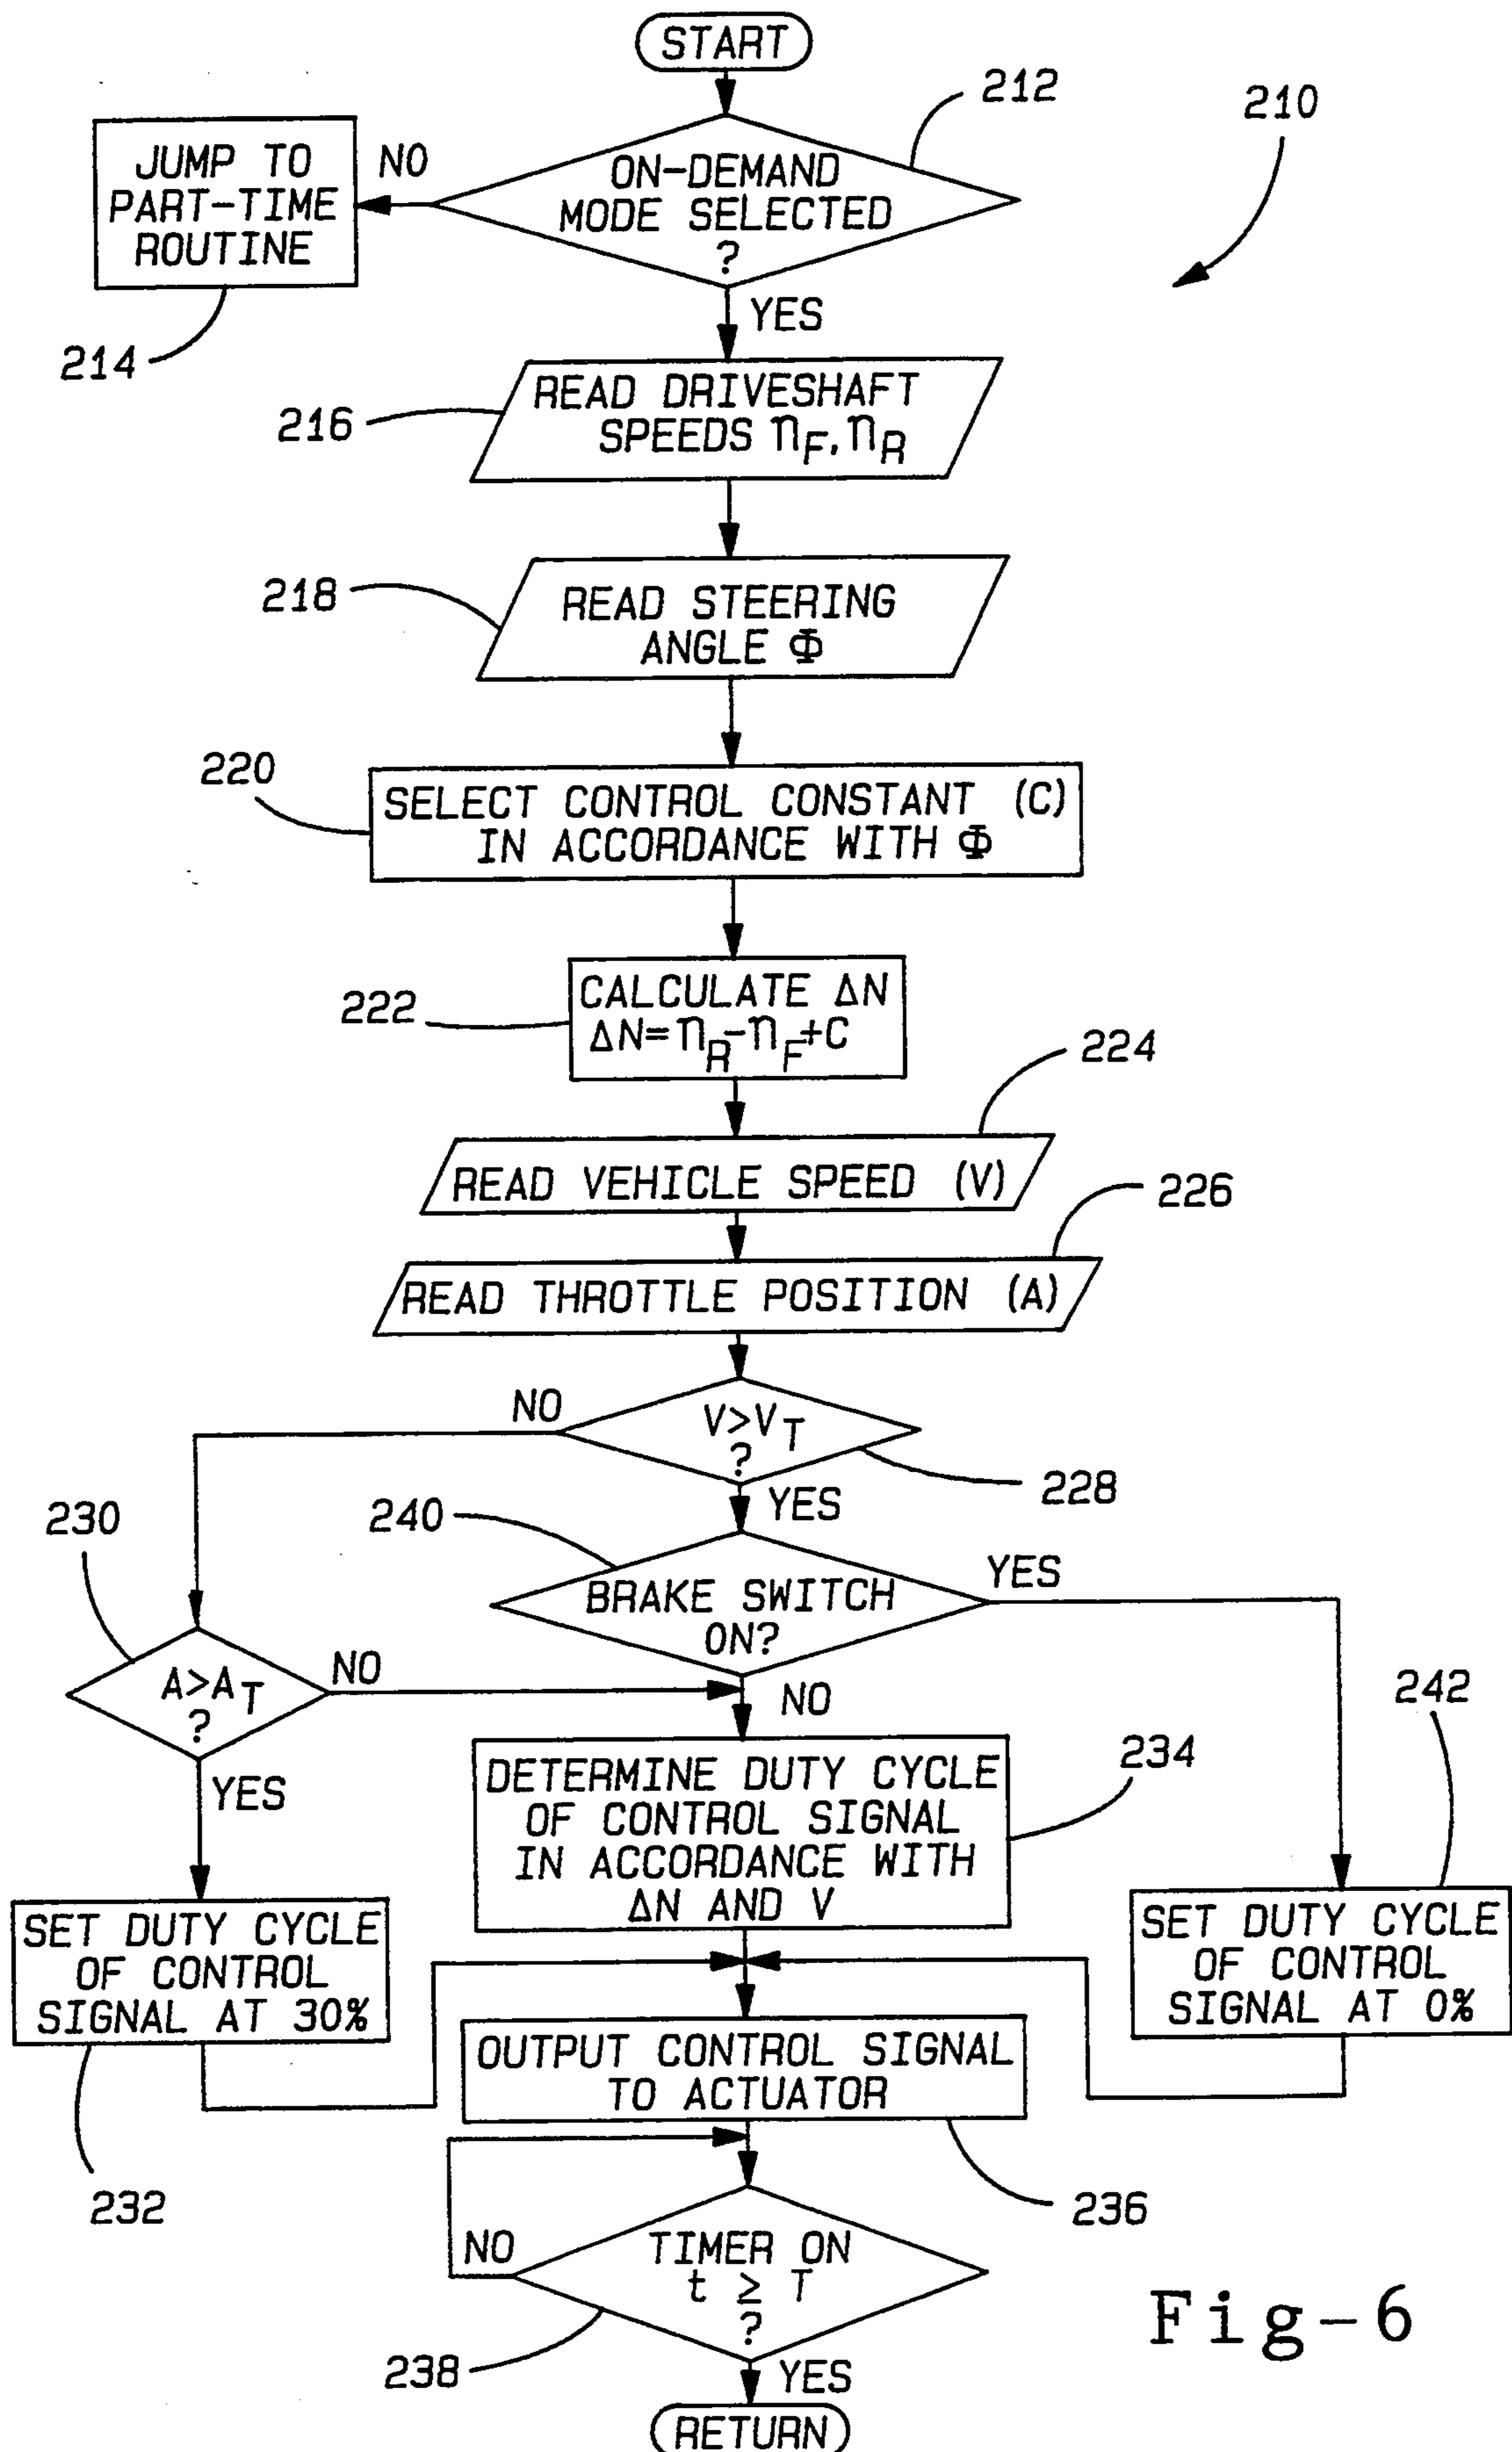 START
212
210
JUMP TO
PART-TIME
ROUTINE
NO
ON-DEMAND
MODE SELECTED
?
214
YES
216
READ DRIVESHAFT
SPEEDS ηF, ηR
218
READ STEERING
ANGLE Φ
220
SELECT CONTROL CONSTANT (C)
IN ACCORDANCE WITH Φ
222
CALCULATE ΔN
ΔN=ηR-ηF+C
224
READ VEHICLE SPEED (V)
226
READ THROTTLE POSITION (A)
NO
V>VT
?
228
YES
230
240
BRAKE SWITCH
ON?
YES
A>AT
?
NO
NO
YES
242
DETERMINE DUTY CYCLE
OF CONTROL SIGNAL
IN ACCORDANCE WITH
ΔN AND V
234
SET DUTY CYCLE
OF CONTROL
SIGNAL AT 30%
SET DUTY CYCLE
OF CONTROL
SIGNAL AT 0%
232
OUTPUT CONTROL SIGNAL
TO ACTUATOR
236
NO
TIMER ON
t ≥ T
?
238
YES
RETURN
Fig-6